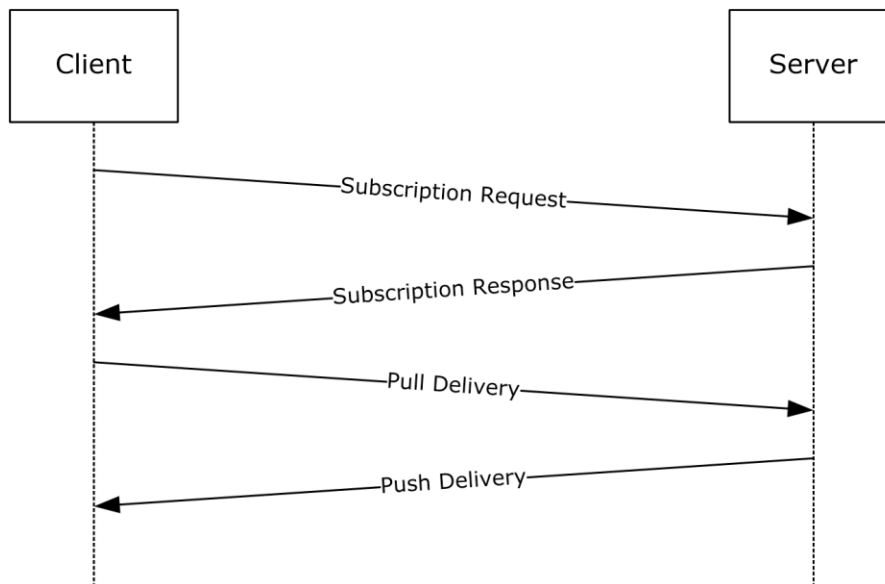 Client
Server
Subscription Request
Subscription Response
Pull Delivery
Push Delivery